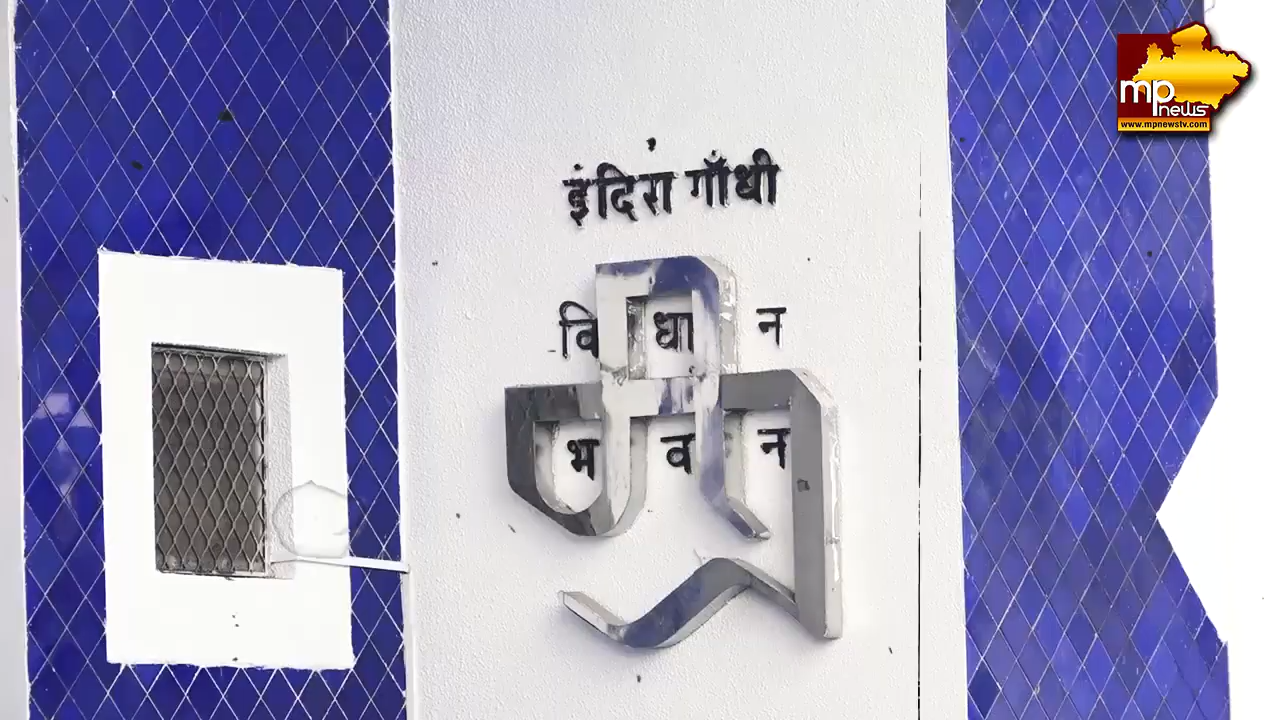 mp news
www.mpnewstv.com
इंदिरा गाँधी
वि धा न
भ व न